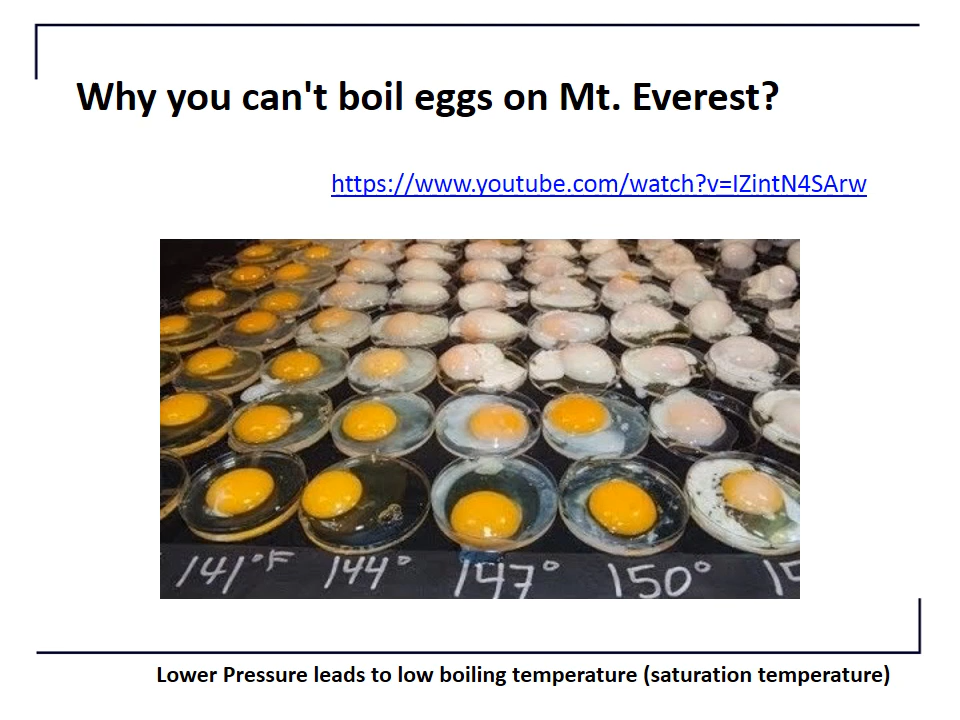 Why you can't boil eggs on Mt. Everest?
https://www.youtube.com/watch?v=IZintN4SArw
141°F 144° 147° 150° 15
Lower Pressure leads to low boiling temperature (saturation temperature)